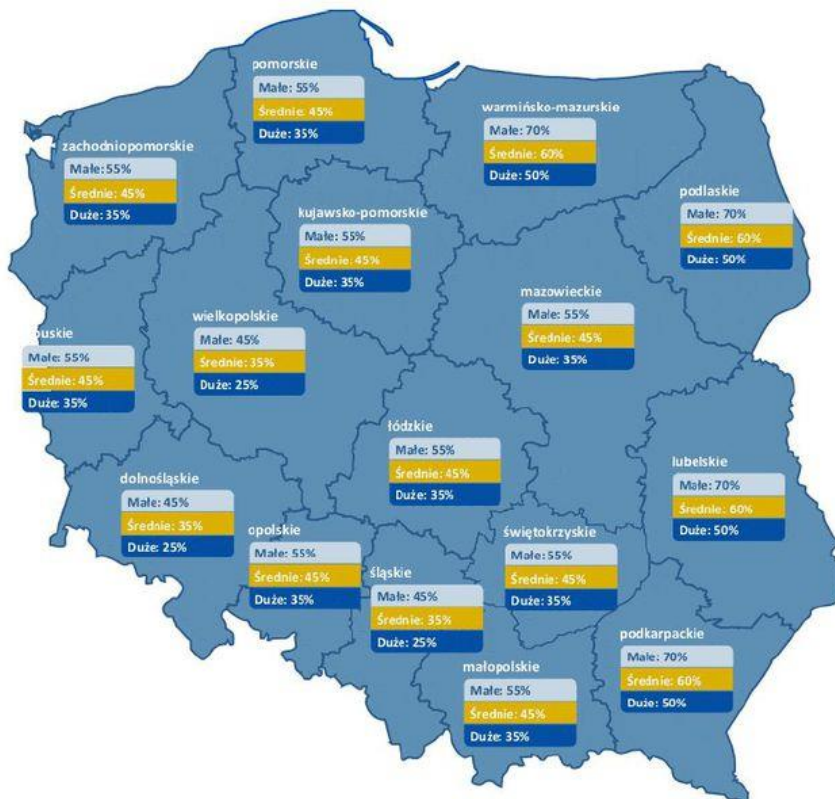 pomorskie
Małe: 55%
Średnie: 45%
Duże: 35%
warmińsko-mazurskie
Małe: 70%
Średnie: 60%
Duże: 50%
zachodniopomorskie
Małe: 55%
Średnie: 45%
Duże: 35%
podlaskie
Małe: 70%
Średnie: 60%
Duże: 50%
kujawsko-pomorskie
Małe: 55%
Średnie: 45%
Duże: 35%
mazowieckie
Małe: 55%
Średnie: 45%
Duże: 35%
wielkopolskie
Małe: 45%
Średnie: 35%
Duże: 25%
Małe: 55%
Średnie: 45%
Duże: 35%
łódzkie
Małe: 55%
Średnie: 45%
Duże: 35%
lubelskie
Małe: 70%
Średnie: 60%
Duże: 50%
dolnośląskie
Małe: 45%
Średnie: 35%
Duże: 25%
opolskie
Małe: 55%
Średnie: 45%
Duże: 35%
świętokrzyskie
Małe: 55%
Średnie: 45%
Duże: 35%
śląskie
Małe: 45%
Średnie: 35%
Duże: 25%
podkarpackie
Małe: 70%
Średnie: 60%
Duże: 50%
małopolskie
Małe: 55%
Średnie: 45%
Duże: 35%